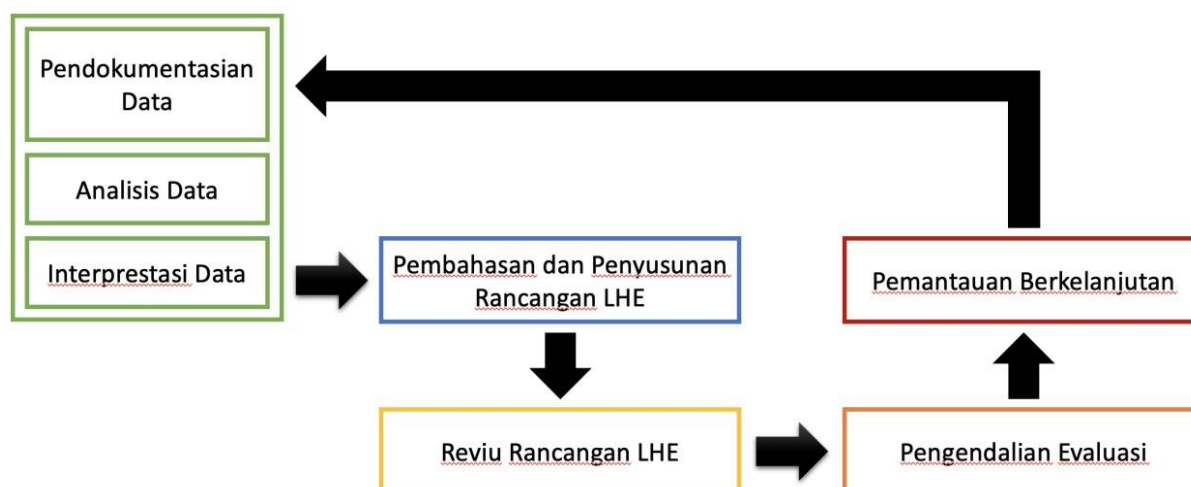 Pendokumentasian
Data
Analisis Data
Interprestasi Data
Pembahasan dan Penyusunan
Rancangan LHE
Pemantauan Berkelanjutan
Reviu Rancangan LHE
Pengendalian Evaluasi